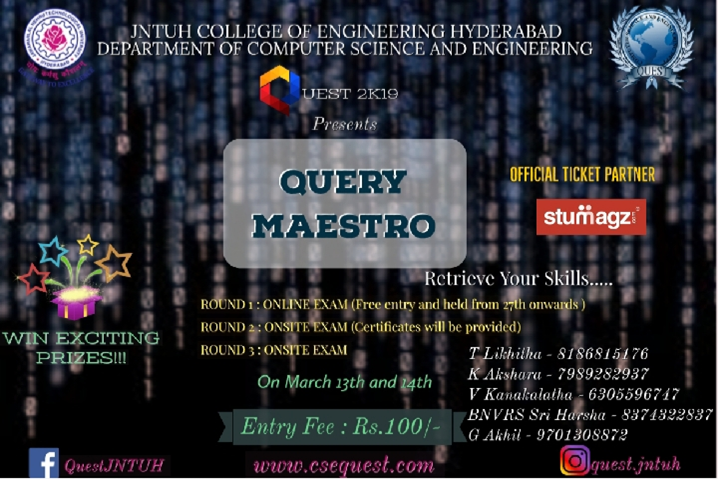 JNTUH COLLEGE OF ENGINEERING HYDERABAD
DEPARTMENT OF COMPUTER SCIENCE AND ENGINEERING
QUEST
QUEST 2K19
Presents
QUERY
MAESTRO
OFFICIAL TICKET PARTNER
stumagz.com
Retrieve Your Skills.....
ROUND 1 : ONLINE EXAM (Free entry and held from 27th onwards )
ROUND 2 : ONSITE EXAM (Certificates will be provided)
ROUND 3 : ONSITE EXAM
WIN EXCITING
PRIZES!!!
On March 13th and 14th
Entry Fee : Rs.100/-
T Likhitha - 8186815176
K Akshara - 7989282937
V Kanakalatha - 6305596747
BNVRS Sri Harsha - 8374322837
G Akhil - 9701308872
QuestJNTUH
www.csequest.com
quest.jntuh